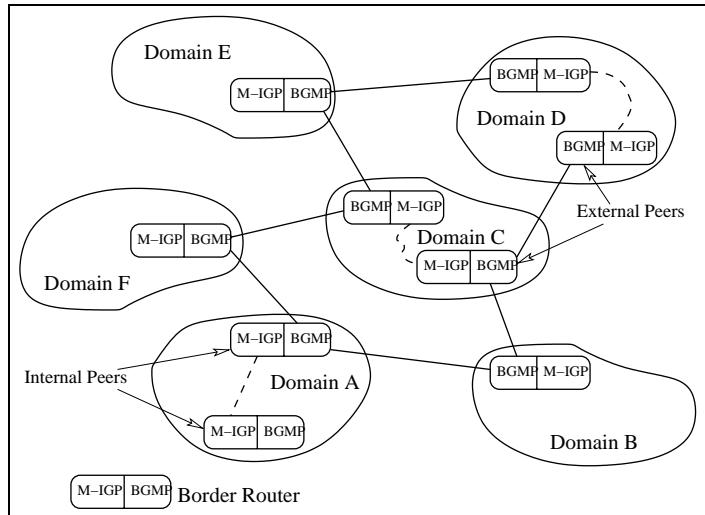 Domain E
M–IGP BGMP
BGMP M–IGP
Domain D
BGMP M–IGP
BGMP M–IGP
External Peers
M–IGP BGMP
Domain C
M–IGP BGMP
Domain F
M–IGP BGMP
BGMP M–IGP
Internal Peers
Domain A
M–IGP BGMP
Domain B
M–IGP BGMP
Border Router